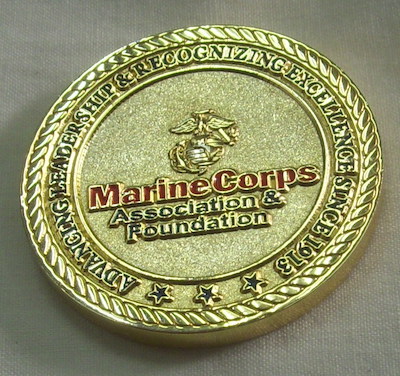 ADVANCING LEADERSHIP & RECOGNIZING EXCELLENCE SINCE 1913
Marine Corps
Association &
Foundation